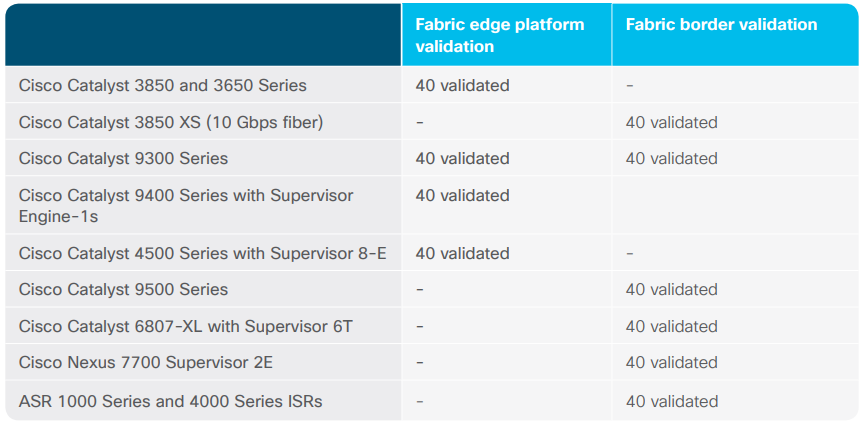 Fabric edge platform validation
Fabric border validation
Cisco Catalyst 3850 and 3650 Series 40 validated -
Cisco Catalyst 3850 XS (10 Gbps fiber) - 40 validated
Cisco Catalyst 9300 Series 40 validated 40 validated
Cisco Catalyst 9400 Series with Supervisor Engine-1s 40 validated
Cisco Catalyst 4500 Series with Supervisor 8-E 40 validated -
Cisco Catalyst 9500 Series - 40 validated
Cisco Catalyst 6807-XL with Supervisor 6T - 40 validated
Cisco Nexus 7700 Supervisor 2E - 40 validated
ASR 1000 Series and 4000 Series ISRs - 40 validated